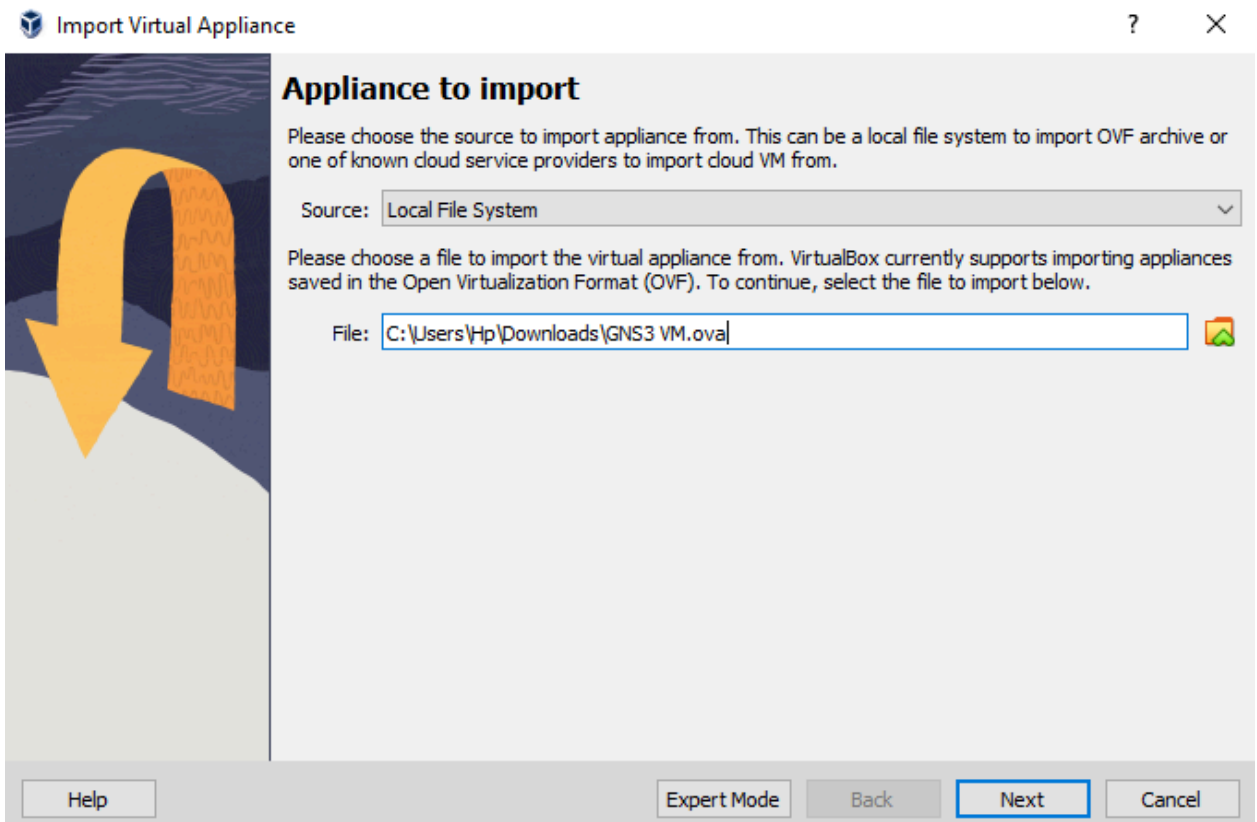 Import Virtual Appliance
?
Appliance to import
Please choose the source to import appliance from. This can be a local file system to import OVF archive or
one of known cloud service providers to import cloud VM from.
Source: Local File System
Please choose a file to import the virtual appliance from. VirtualBox currently supports importing appliances
saved in the Open Virtualization Format (OVF). To continue, select the file to import below.
File: C:\Users\Hp\Downloads\GNS3 VM.ova
Help Expert Mode Back Next Cancel